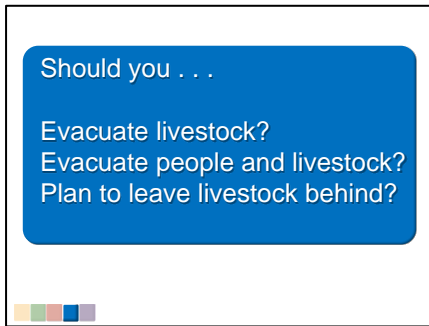 Should you . . .
Evacuate livestock?
Evacuate people and livestock?
Plan to leave livestock behind?